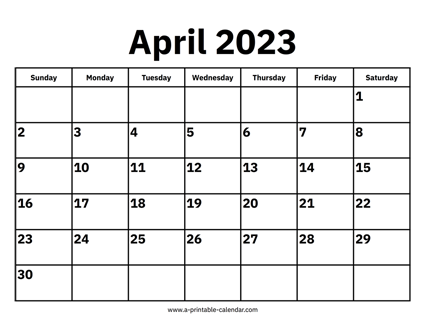 April 2023
Sunday Monday Tuesday Wednesday Thursday Friday Saturday
1
2 3 4 5 6 7 8
9 10 11 12 13 14 15
16 17 18 19 20 21 22
23 24 25 26 27 28 29
30
www.a-printable-calendar.com